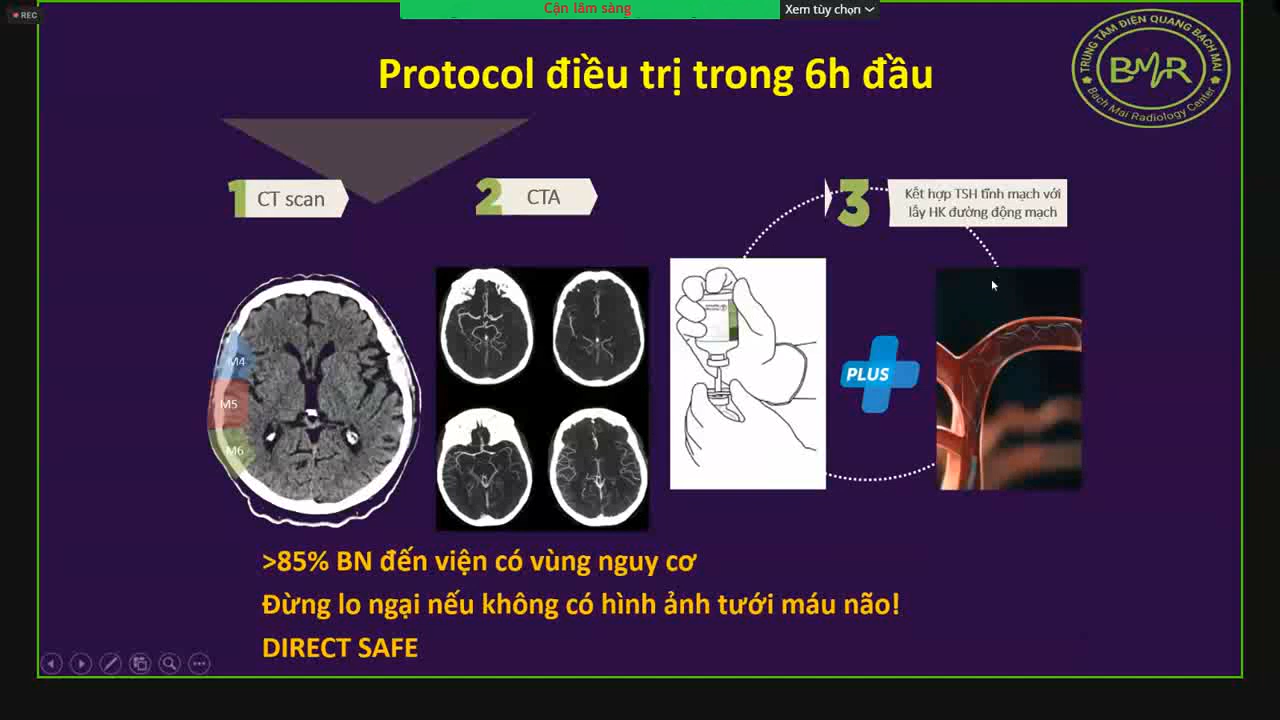 REC
Cận lâm sàng
Xem tùy chọn
Protocol điều trị trong 6h đầu
TRUNG TÂM ĐIỆN QUANG BẠCH MAI
BMR
Bach Mai Radiology Center
1 CT scan
2 CTA
3 Kết hợp TSH tĩnh mạch với
lấy HK đường động mạch
M4
M5
M6
PLUS
>85% BN đến viện có vùng nguy cơ
Đừng lo ngại nếu không có hình ảnh tưới máu não!
DIRECT SAFE